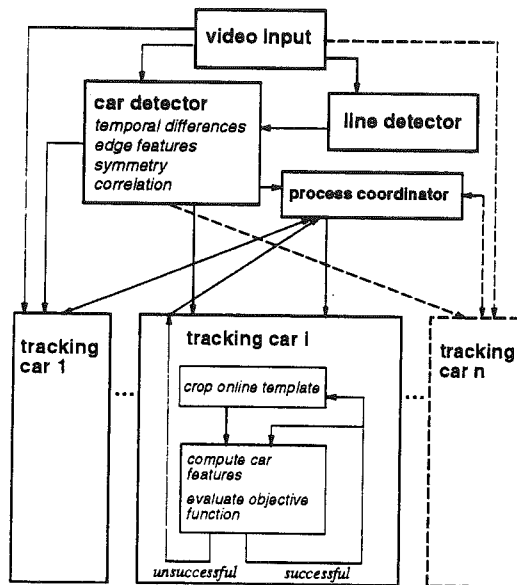 video input
car detector
temporal differences
edge features
symmetry
correlation
line detector
process coordinator
tracking
car 1
...
tracking car i
crop online template
compute car
features
evaluate objective
function
unsuccessful
successful
...
tracking
car n